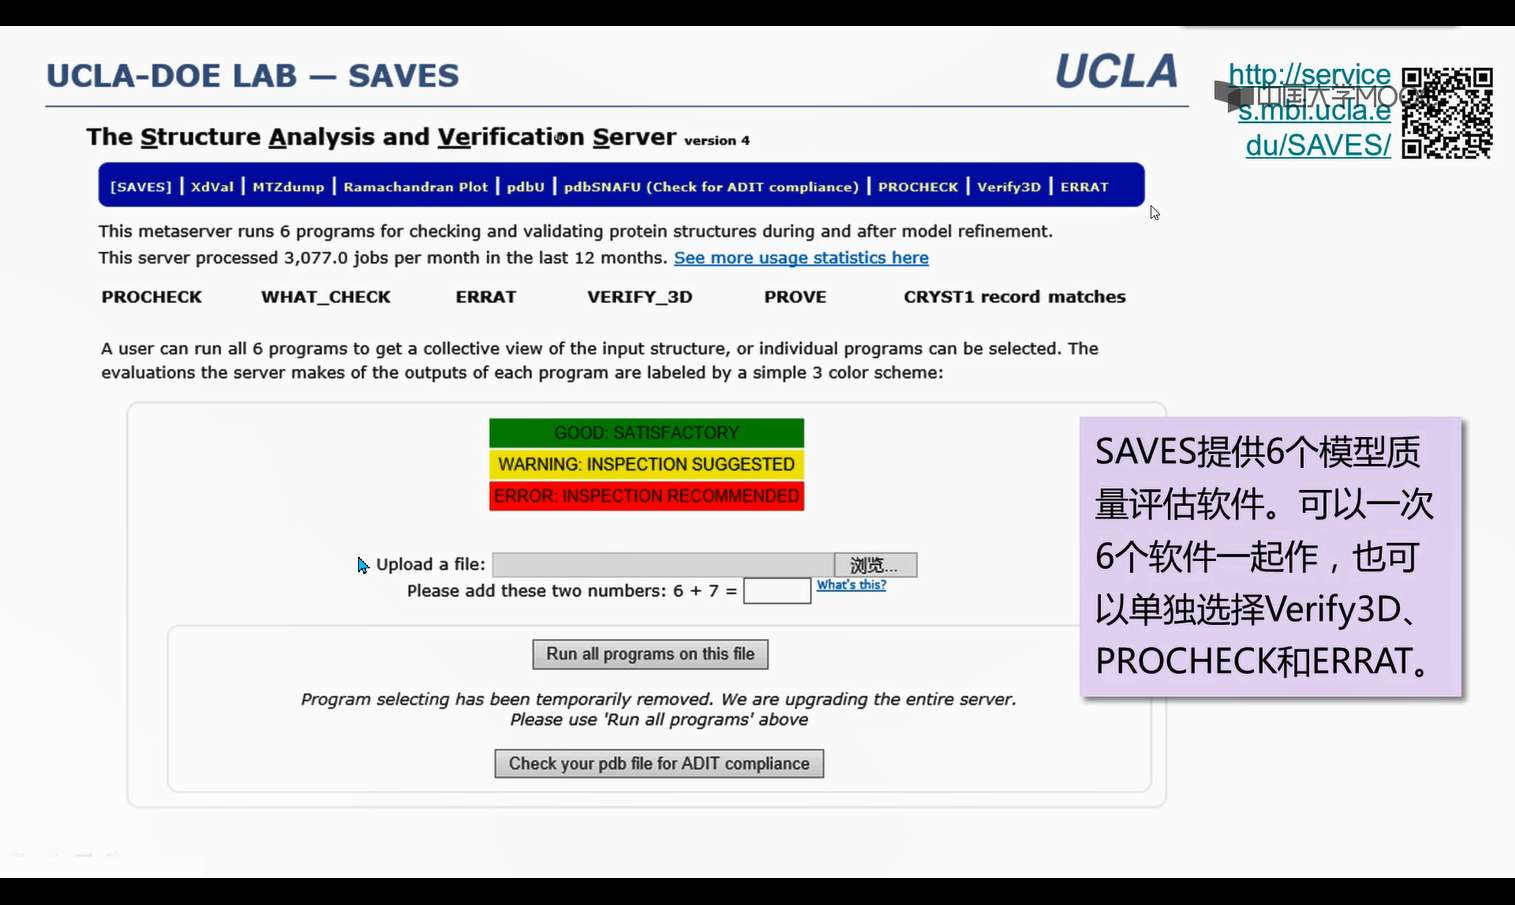 UCLA-DOE LAB — SAVES
UCLA
http://service
s.mbi.ucla.e
du/SAVES/
中国大学MOOC
The Structure Analysis and Verification Server version 4
[SAVES] | XdVal | MTZdump | Ramachandran Plot | pdbU | pdbSNAFU (Check for ADIT compliance) | PROCHECK | Verify3D | ERRAT
This metaserver runs 6 programs for checking and validating protein structures during and after model refinement.
This server processed 3,077.0 jobs per month in the last 12 months. See more usage statistics here
PROCHECK WHAT_CHECK ERRAT VERIFY_3D PROVE CRYST1 record matches
A user can run all 6 programs to get a collective view of the input structure, or individual programs can be selected. The
evaluations the server makes of the outputs of each program are labeled by a simple 3 color scheme:
GOOD: SATISFACTORY
WARNING: INSPECTION SUGGESTED
ERROR: INSPECTION RECOMMENDED
Upload a file: 浏览...
Please add these two numbers: 6 + 7 = What's this?
Run all programs on this file
Program selecting has been temporarily removed. We are upgrading the entire server.
Please use 'Run all programs' above
Check your pdb file for ADIT compliance
SAVES提供6个模型质
量评估软件。可以一次
6个软件一起作，也可
以单独选择Verify3D、
PROCHECK和ERRAT。